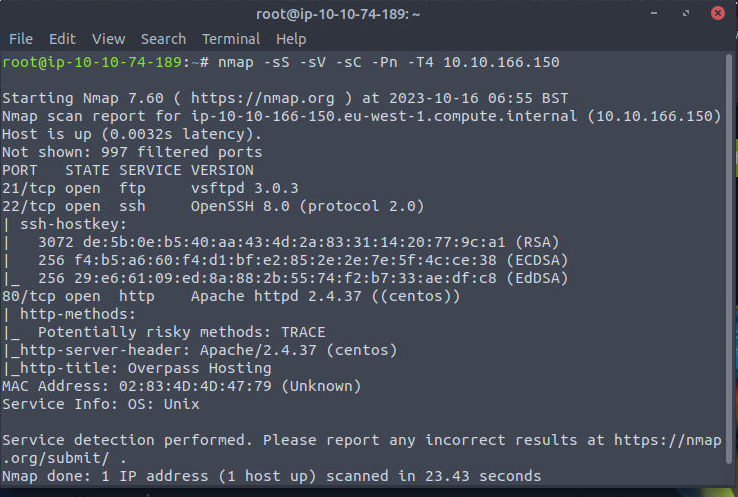 root@ip-10-10-74-189: ~
File Edit View Search Terminal Help
root@ip-10-10-74-189:~# nmap -sS -sV -sC -Pn -T4 10.10.166.150
Starting Nmap 7.60 ( https://nmap.org ) at 2023-10-16 06:55 BST
Nmap scan report for ip-10-10-166-150.eu-west-1.compute.internal (10.10.166.150)
Host is up (0.0032s latency).
Not shown: 997 filtered ports
PORT   STATE SERVICE VERSION
21/tcp open  ftp     vsftpd 3.0.3
22/tcp open  ssh     OpenSSH 8.0 (protocol 2.0)
| ssh-hostkey:
|   3072 de:5b:0e:b5:40:aa:43:4d:2a:83:31:14:20:77:9c:a1 (RSA)
|   256 f4:b5:a6:60:f4:d1:bf:e2:85:2e:2e:7e:5f:4c:ce:38 (ECDSA)
|_  256 29:e6:61:09:ed:8a:88:2b:55:74:f2:b7:33:ae:df:c8 (EdDSA)
80/tcp open  http    Apache httpd 2.4.37 ((centos))
| http-methods:
|_  Potentially risky methods: TRACE
|_http-server-header: Apache/2.4.37 (centos)
|_http-title: Overpass Hosting
MAC Address: 02:83:4D:4D:47:79 (Unknown)
Service Info: OS: Unix
Service detection performed. Please report any incorrect results at https://nmap
.org/submit/ .
Nmap done: 1 IP address (1 host up) scanned in 23.43 seconds